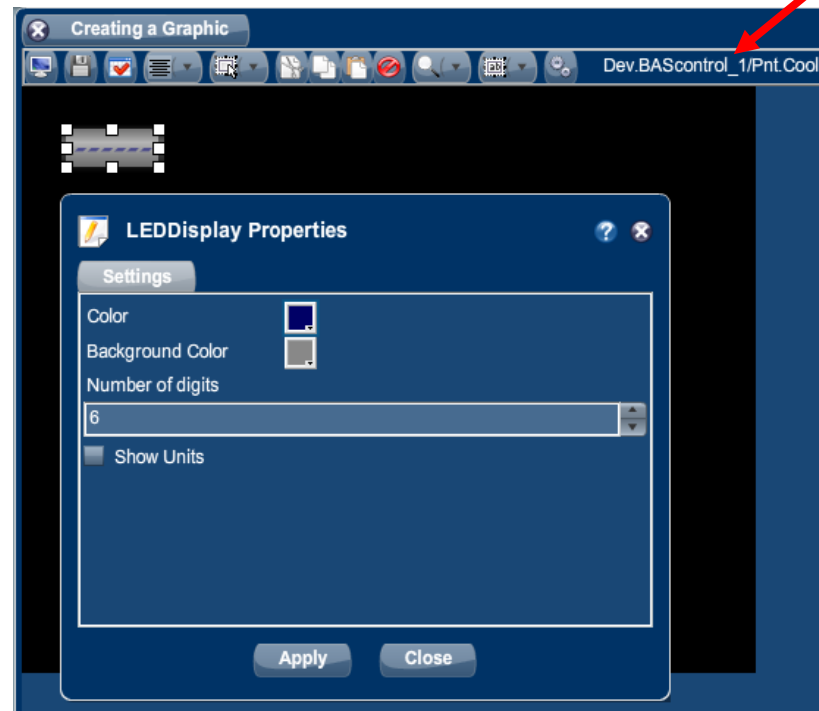 Creating a Graphic
Dev.BAScontrol_1/Pnt.Cool
LEDDisplay Properties
Settings
Color
Background Color
Number of digits
6
Show Units
Apply Close